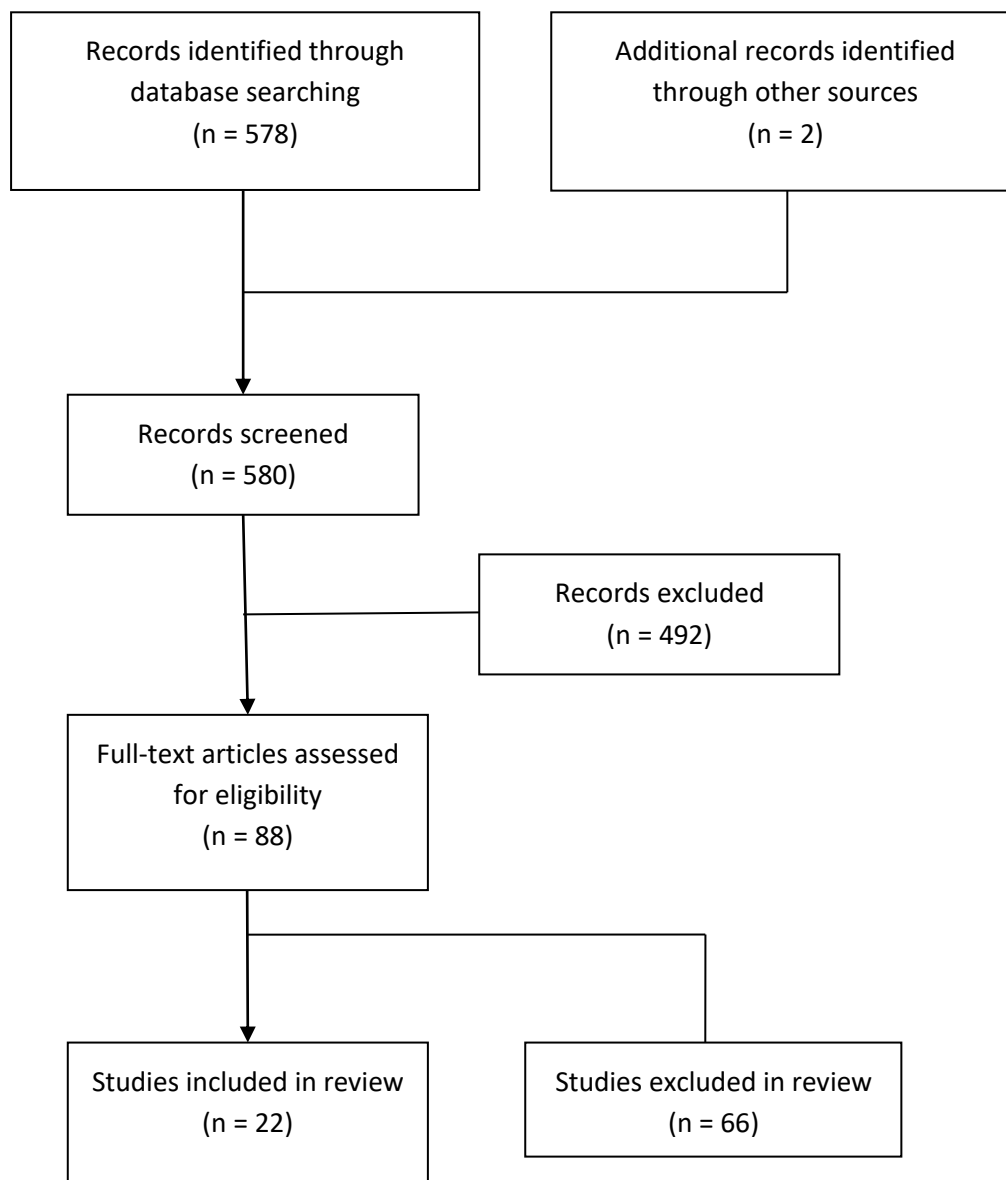 Records identified through
database searching
(n = 578)
Additional records identified
through other sources
(n = 2)
Records screened
(n = 580)
Records excluded
(n = 492)
Full-text articles assessed
for eligibility
(n = 88)
Studies included in review
(n = 22)
Studies excluded in review
(n = 66)